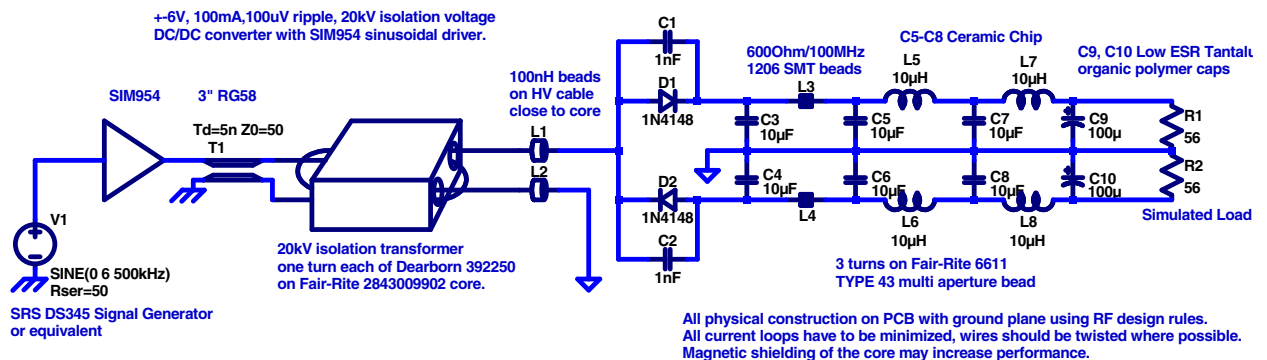 +-6V, 100mA,100uV ripple, 20kV isolation voltage
DC/DC converter with SIM954 sinusoidal driver.
C1
1nF
C5-C8 Ceramic Chip
600Ohm/100MHz
1206 SMT beads
C9, C10 Low ESR
organic polymer caps
100nH beads
on HV cable
close to core
SIM954
3" RG58
Td=5n Z0=50
T1
D1
1N4148
L3
L5
10µH
L7
10µH
C3
10µF
C5
10µF
C7
10µF
C9
100µ
R1
56
L1
L2
C4
10µF
C6
10µF
C8
10µF
C10
100µ
R2
56
D2
1N4148
L4
L6
10µH
L8
10µH
Simulated Load
C2
1nF
V1
SINE(0 6 500kHz)
Rser=50
SRS DS345 Signal Generator
or equivalent
20kV isolation transformer
one turn each of Dearborn 392250
on Fair-Rite 2843009902 core.
3 turns on Fair-Rite 6611
TYPE 43 multi aperture bead
All physical construction on PCB with ground plane using RF design rules.
All current loops have to be minimized, wires should be twisted where possible.
Magnetic shielding of the core may increase performance.